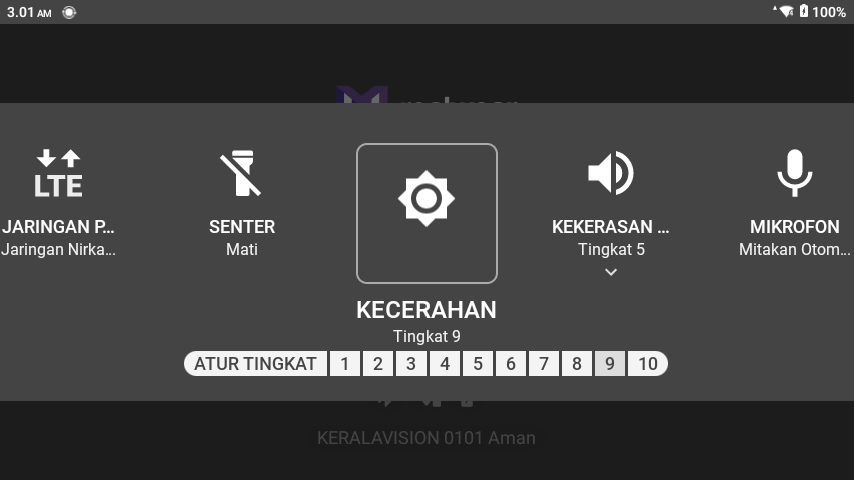 3.01 AM
100%
LTE
JARINGAN P...
Jaringan Nirka...
SENTER
Mati
KECERAHAN
Tingkat 9
KEKERASAN ...
Tingkat 5
MIKROFON
Mitakan Otom...
ATUR TINGKAT 1 2 3 4 5 6 7 8 9 10
KERALAVISION 0101 Aman